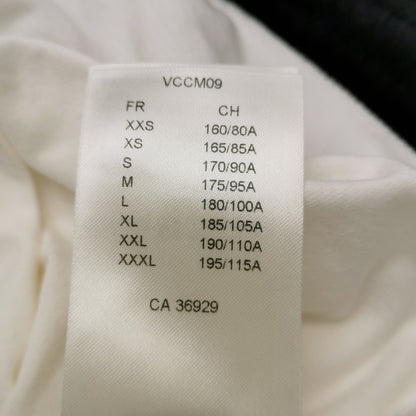 VCCM09
FR CH
XXS 160/80A
XS 165/85A
S 170/90A
M 175/95A
L 180/100A
XL 185/105A
XXL 190/110A
XXXL 195/115A
CA 36929